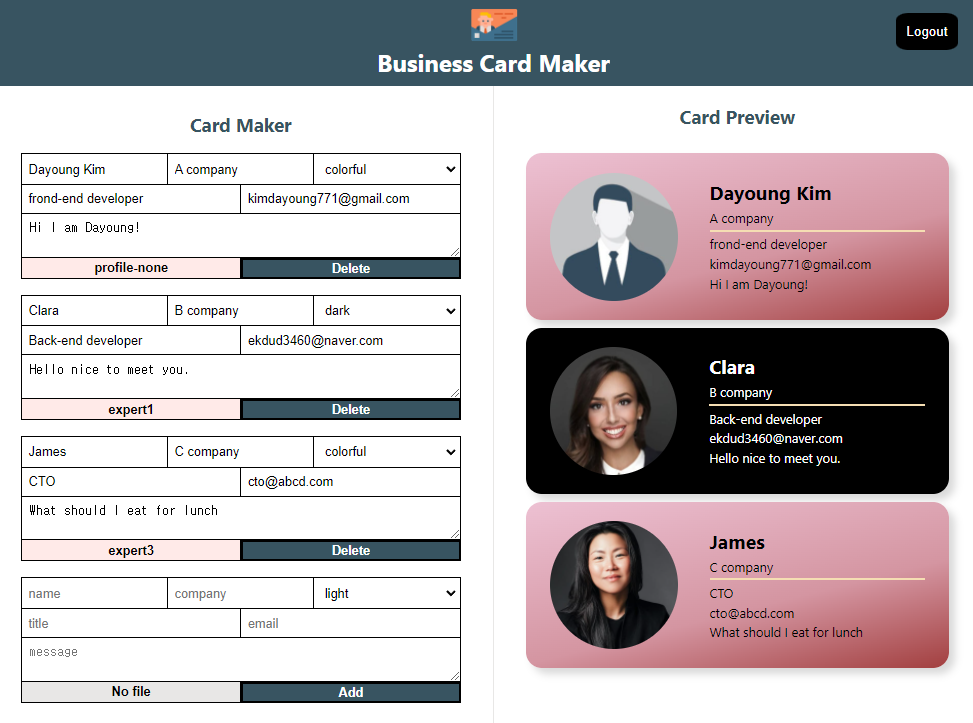 Business Card Maker
Logout
Card Maker
Dayoung Kim A company colorful
frond-end developer kimdayoung771@gmail.com
Hi I am Dayoung!
profile-none Delete
Clara B company dark
Back-end developer ekdud3460@naver.com
Hello nice to meet you.
expert1 Delete
James C company colorful
CTO cto@abcd.com
What should I eat for lunch
expert3 Delete
name company light
title email
message
No file Add
Card Preview
Dayoung Kim
A company
frond-end developer
kimdayoung771@gmail.com
Hi I am Dayoung!
Clara
B company
Back-end developer
ekdud3460@naver.com
Hello nice to meet you.
James
C company
CTO
cto@abcd.com
What should I eat for lunch